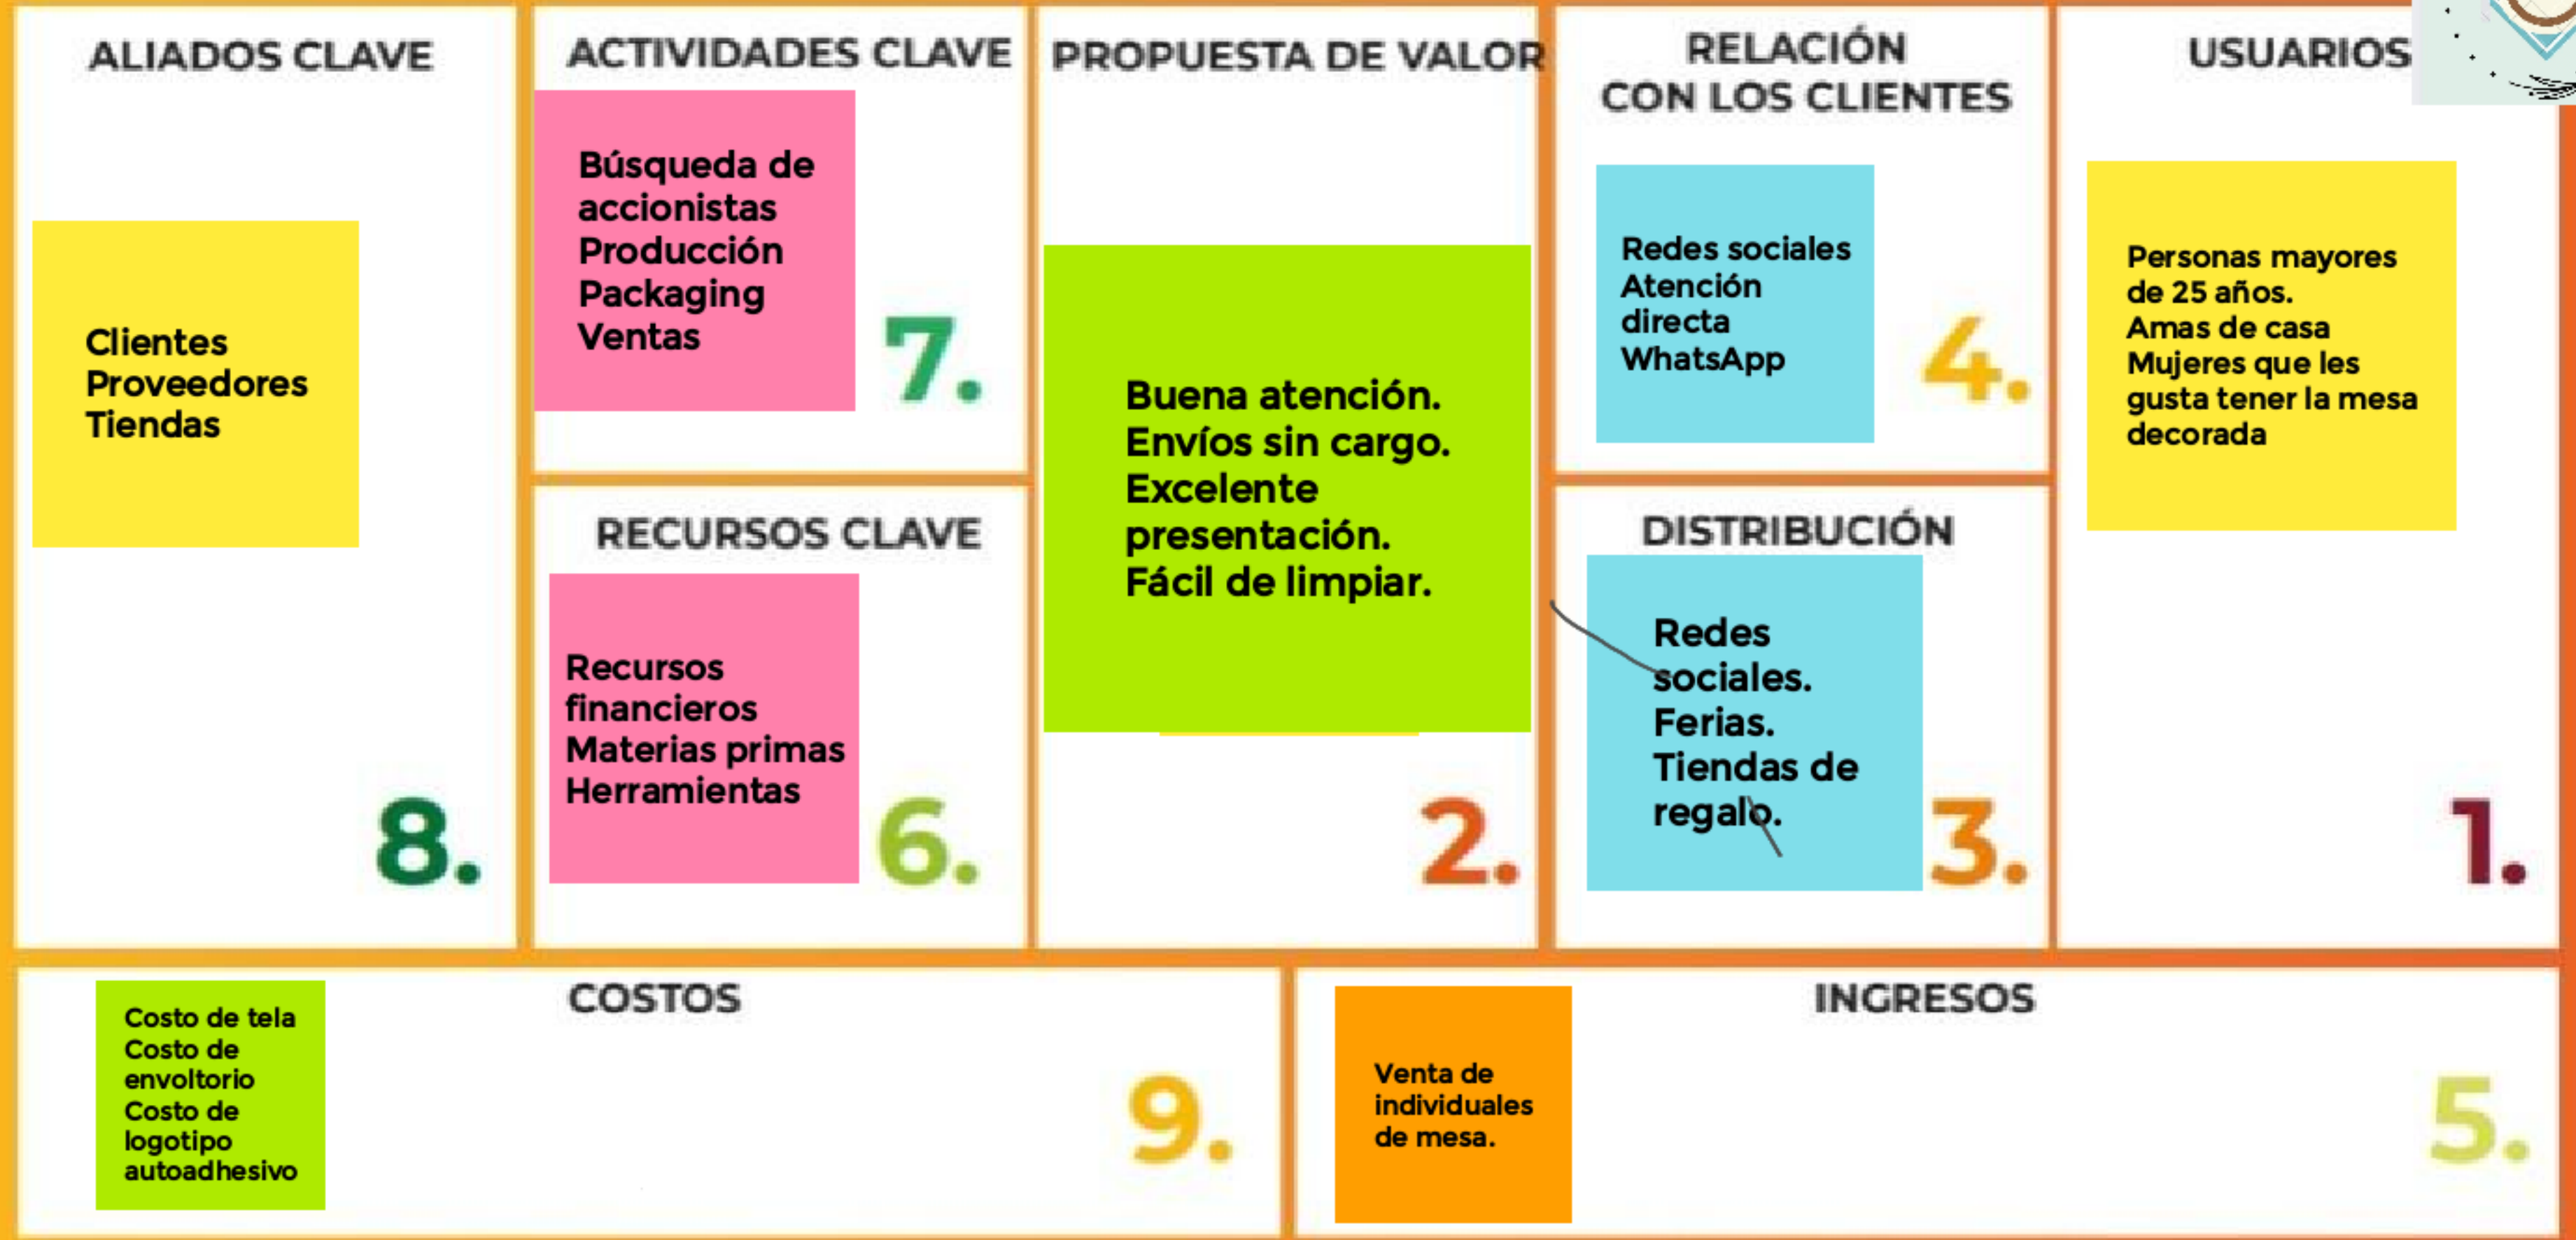 ALIADOS CLAVE
Clientes
Proveedores
Tiendas
8.
ACTIVIDADES CLAVE
Búsqueda de
accionistas
Producción
Packaging
Ventas
7.
RECURSOS CLAVE
Recursos
financieros
Materias primas
Herramientas
6.
PROPUESTA DE VALOR
Buena atención.
Envíos sin cargo.
Excelente
presentación.
Fácil de limpiar.
2.
RELACIÓN
CON LOS CLIENTES
Redes sociales
Atención
directa
WhatsApp
4.
DISTRIBUCIÓN
Redes
sociales.
Ferias.
Tiendas de
regalo.
3.
USUARIOS
Personas mayores
de 25 años.
Amas de casa
Mujeres que les
gusta tener la mesa
decorada
1.
COSTOS
Costo de tela
Costo de
envoltorio
Costo de
logotipo
autoadhesivo
9.
INGRESOS
Venta de
individuales
de mesa.
5.